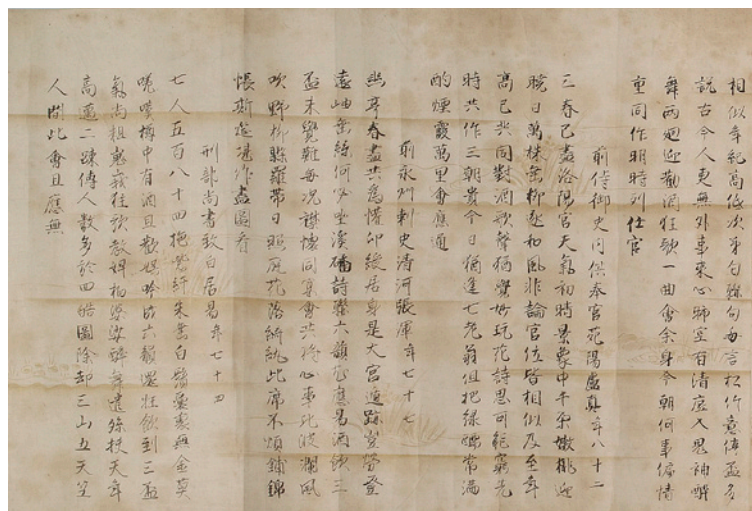 相似年紀高低次第勻聯句每言松竹意停盃多
說古今人更無外事來心肺空有清虛入思神醉
舞兩迴迎勸酒狂歌一曲會余身今朝何事偏情
重同作明時列仕官
前侍御史內供奉官范陽盧真年八十二
三春已盡洛陽宮天氣初時景象中千朵嫩桃迎
曉日萬株垂柳逐和風非論官位皆相似及至年
高已共同對酒歌聲猶覺妙玩花詩思可能窮先
時共作三朝貴今日猶逢七老翁但把綠醽常滿
酌煙霞萬里會應通
前永州刺史清河張渾年七十七
幽亭春盡共為懽印綬居身是大官遁跡豈勞登
遠岫垂絲何必坐溪磻詩聯六韻猶應易酒飲三
盃未覺難每況襟懷同宴會共將心事比波瀾風
吹野柳懸羅帶日照庭花落綺紈此席不煩鋪錦
帳斯筵堪作畫圖看
刑部尚書致白居易年七十四
七人五百八十四拖紫紆朱垂白鬚囊裏無金莫
嗟嘆樽中有酒且歡娛吟成六韻還狂飲到三盃
氣尚粗嵬峩狂歌教婢拍婆娑醉舞遣孫扶天年
高過二疎傅人數多於四皓圖除却三山五天竺
人間此會且應無